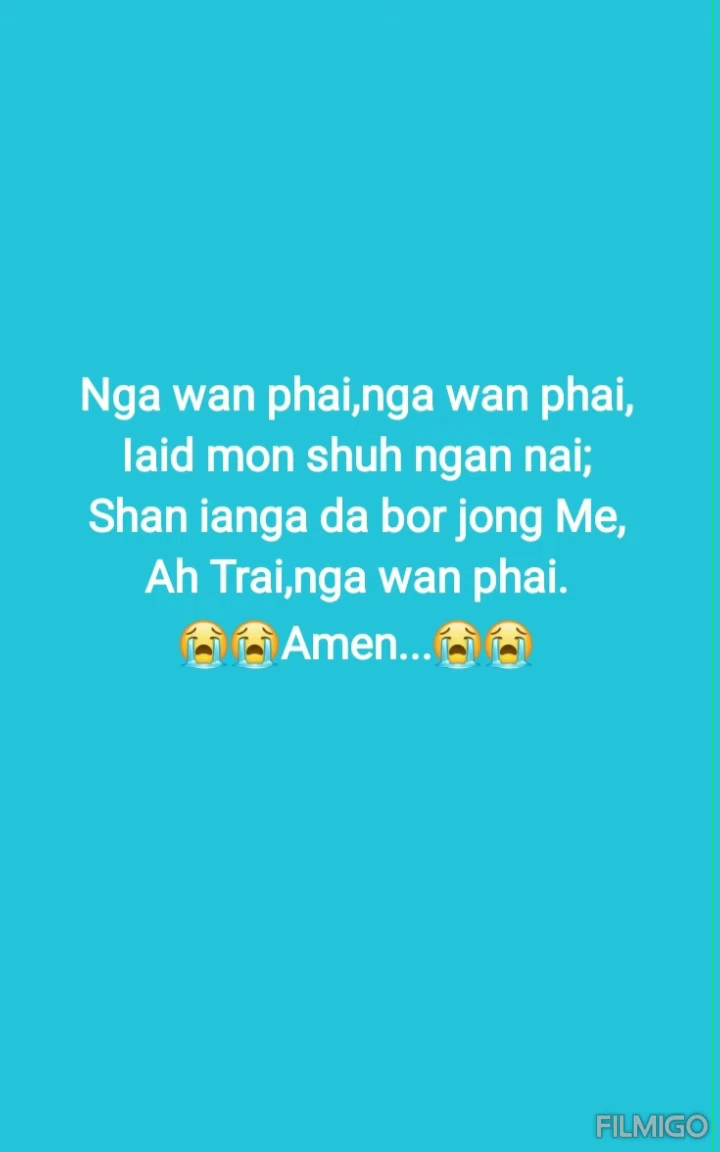 Nga wan phai,nga wan phai,
Iaid mon shuh ngan nai;
Shan ianga da bor jong Me,
Ah Trai,nga wan phai.
😭😭Amen...😭😭
FILMIGO